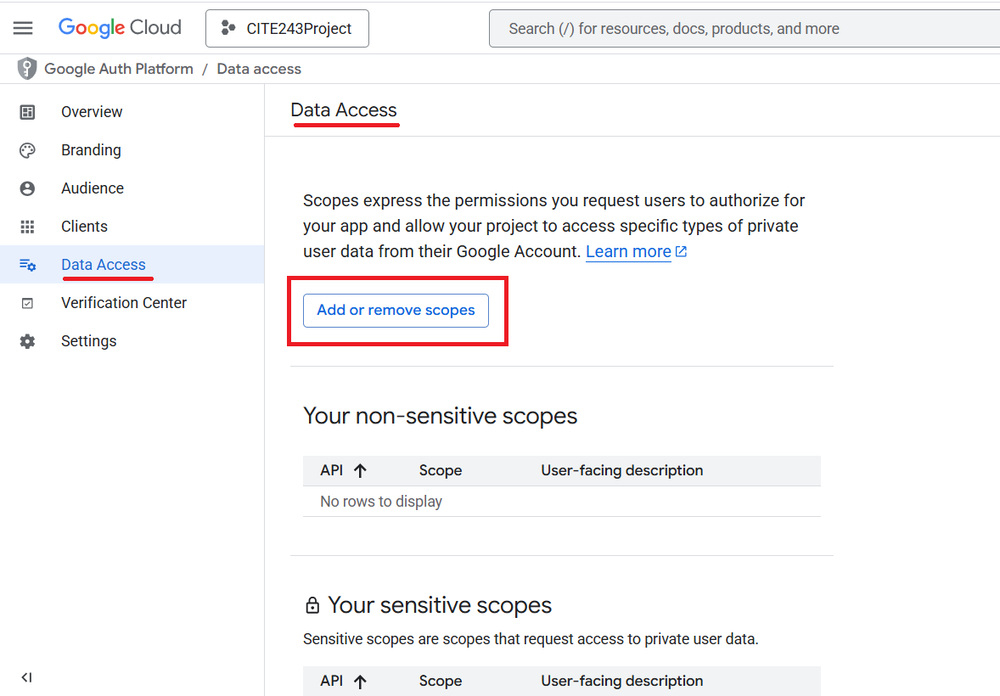 Google Cloud
CITE243Project
Search (/) for resources, docs, products, and more
Google Auth Platform / Data access
Overview
Branding
Audience
Clients
Data Access
Verification Center
Settings
Data Access
Scopes express the permissions you request users to authorize for
your app and allow your project to access specific types of private
user data from their Google Account. Learn more
Add or remove scopes
Your non-sensitive scopes
API Scope User-facing description
No rows to display
Your sensitive scopes
Sensitive scopes are scopes that request access to private user data.
API Scope User-facing description